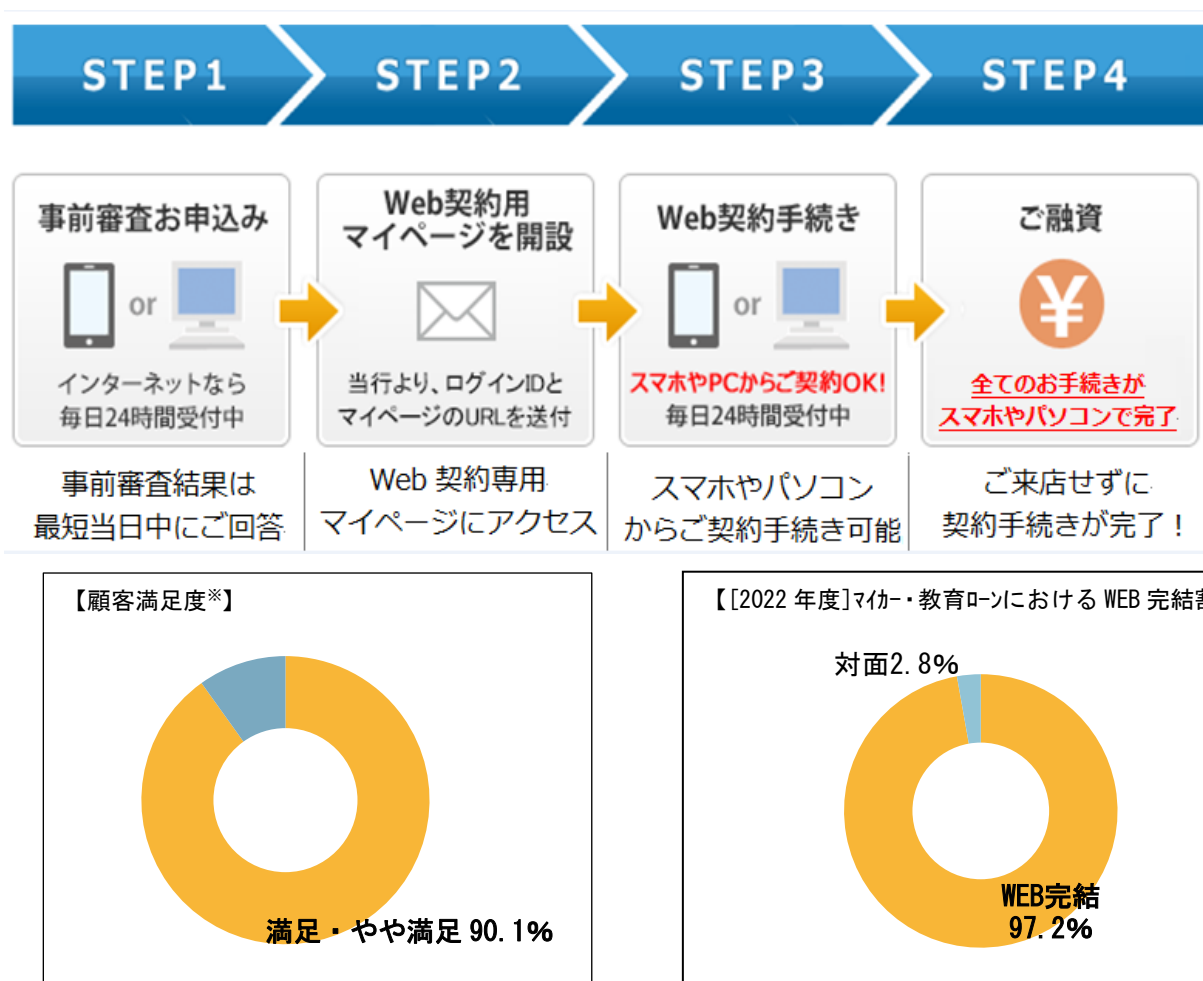 STEP1
STEP2
STEP3
STEP4
事前審査お申込み
or
インターネットなら
毎日24時間受付中
Web契約用
マイページを開設
当行より、ログインIDと
マイページのURLを送付
Web契約手続き
or
スマホやPCからご契約OK!
毎日24時間受付中
ご融資
¥
全てのお手続きが
スマホやパソコンで完了
事前審査結果は
最短当日中にご回答
Web 契約専用
マイページにアクセス
スマホやパソコン
からご契約手続き可能
ご来店せずに
契約手続きが完了！
【顧客満足度※】
満足・やや満足 90.1%
【[2022 年度]ﾏｲｶｰ・教育ﾛｰﾝにおける WEB 完結
対面2.8%
WEB完結
97.2%